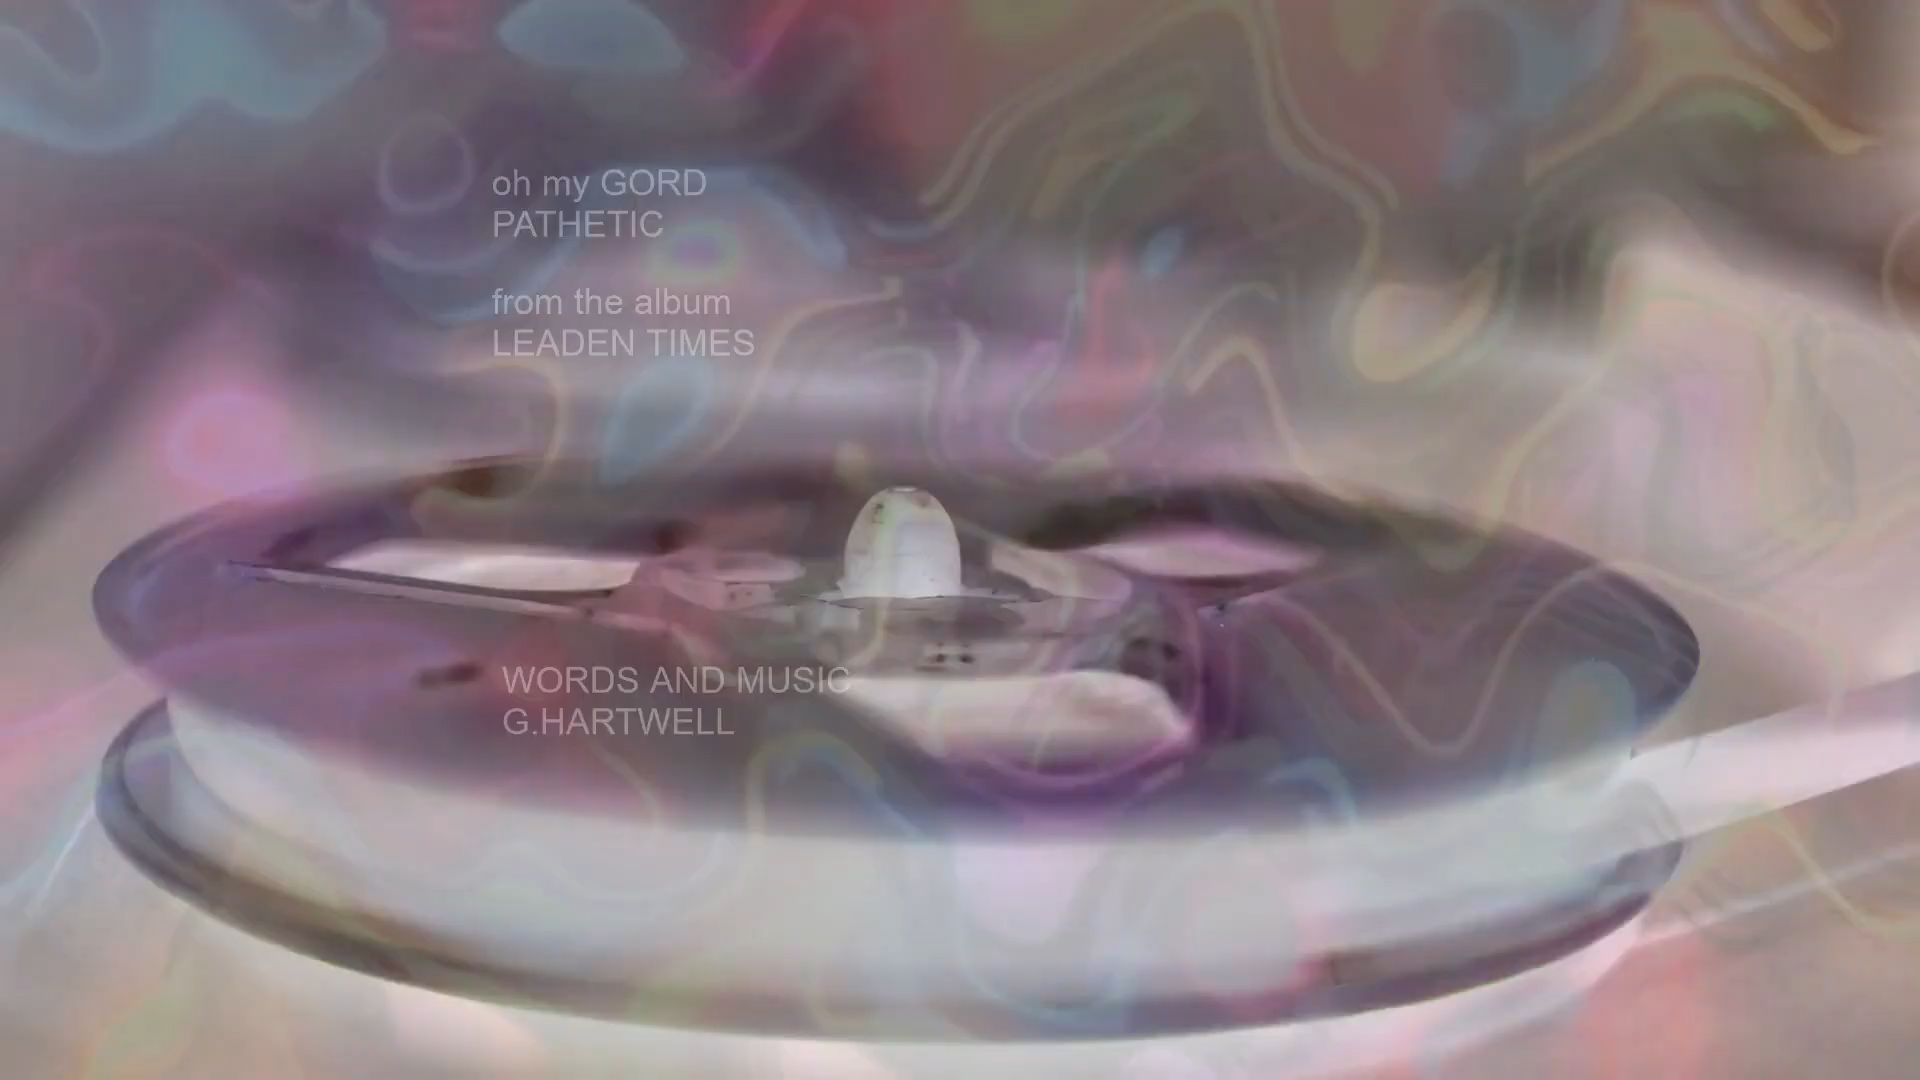 oh my GORD
PATHETIC
from the album
LEADEN TIMES
WORDS AND MUSIC
G.HARTWELL